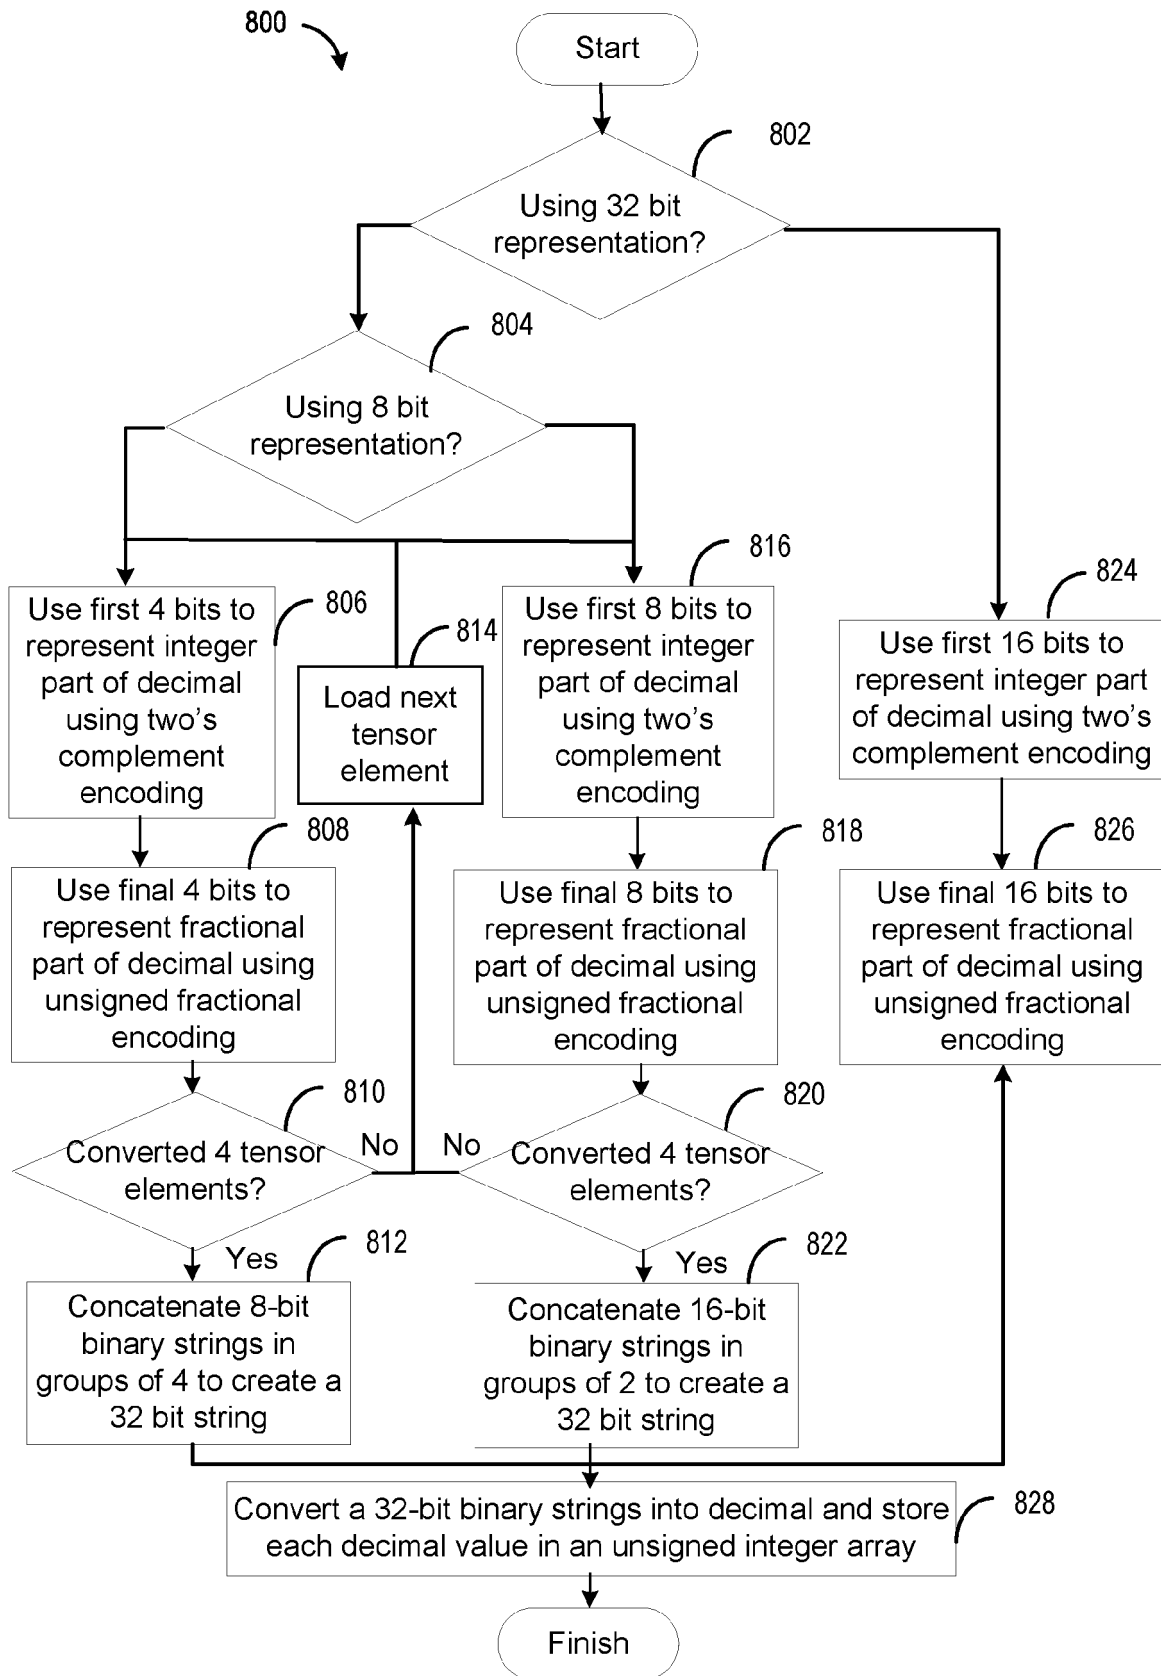 800
Start
802
Using 32 bit
representation?
804
Using 8 bit
representation?
806
Use first 4 bits to
represent integer
part of decimal
using two's
complement
encoding
814
Load next
tensor
element
816
Use first 8 bits to
represent integer
part of decimal
using two's
complement
encoding
824
Use first 16 bits to
represent integer part
of decimal using two's
complement encoding
808
Use final 4 bits to
represent fractional
part of decimal using
unsigned fractional
encoding
818
Use final 8 bits to
represent fractional
part of decimal using
unsigned fractional
encoding
826
Use final 16 bits to
represent fractional
part of decimal using
unsigned fractional
encoding
810
Converted 4 tensor
elements?
No
No
820
Converted 4 tensor
elements?
Yes
812
Concatenate 8-bit
binary strings in
groups of 4 to create a
32 bit string
Yes
822
Concatenate 16-bit
binary strings in
groups of 2 to create a
32 bit string
828
Convert a 32-bit binary strings into decimal and store
each decimal value in an unsigned integer array
Finish